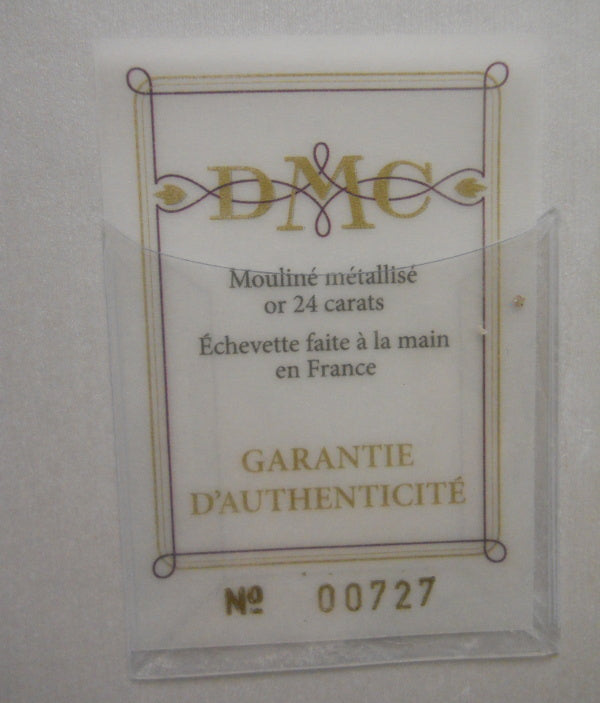 DMC
Mouliné métallisé
or 24 carats
Échevette faite à la main
en France
GARANTIE
D'AUTHENTICITÉ
Nº 00727